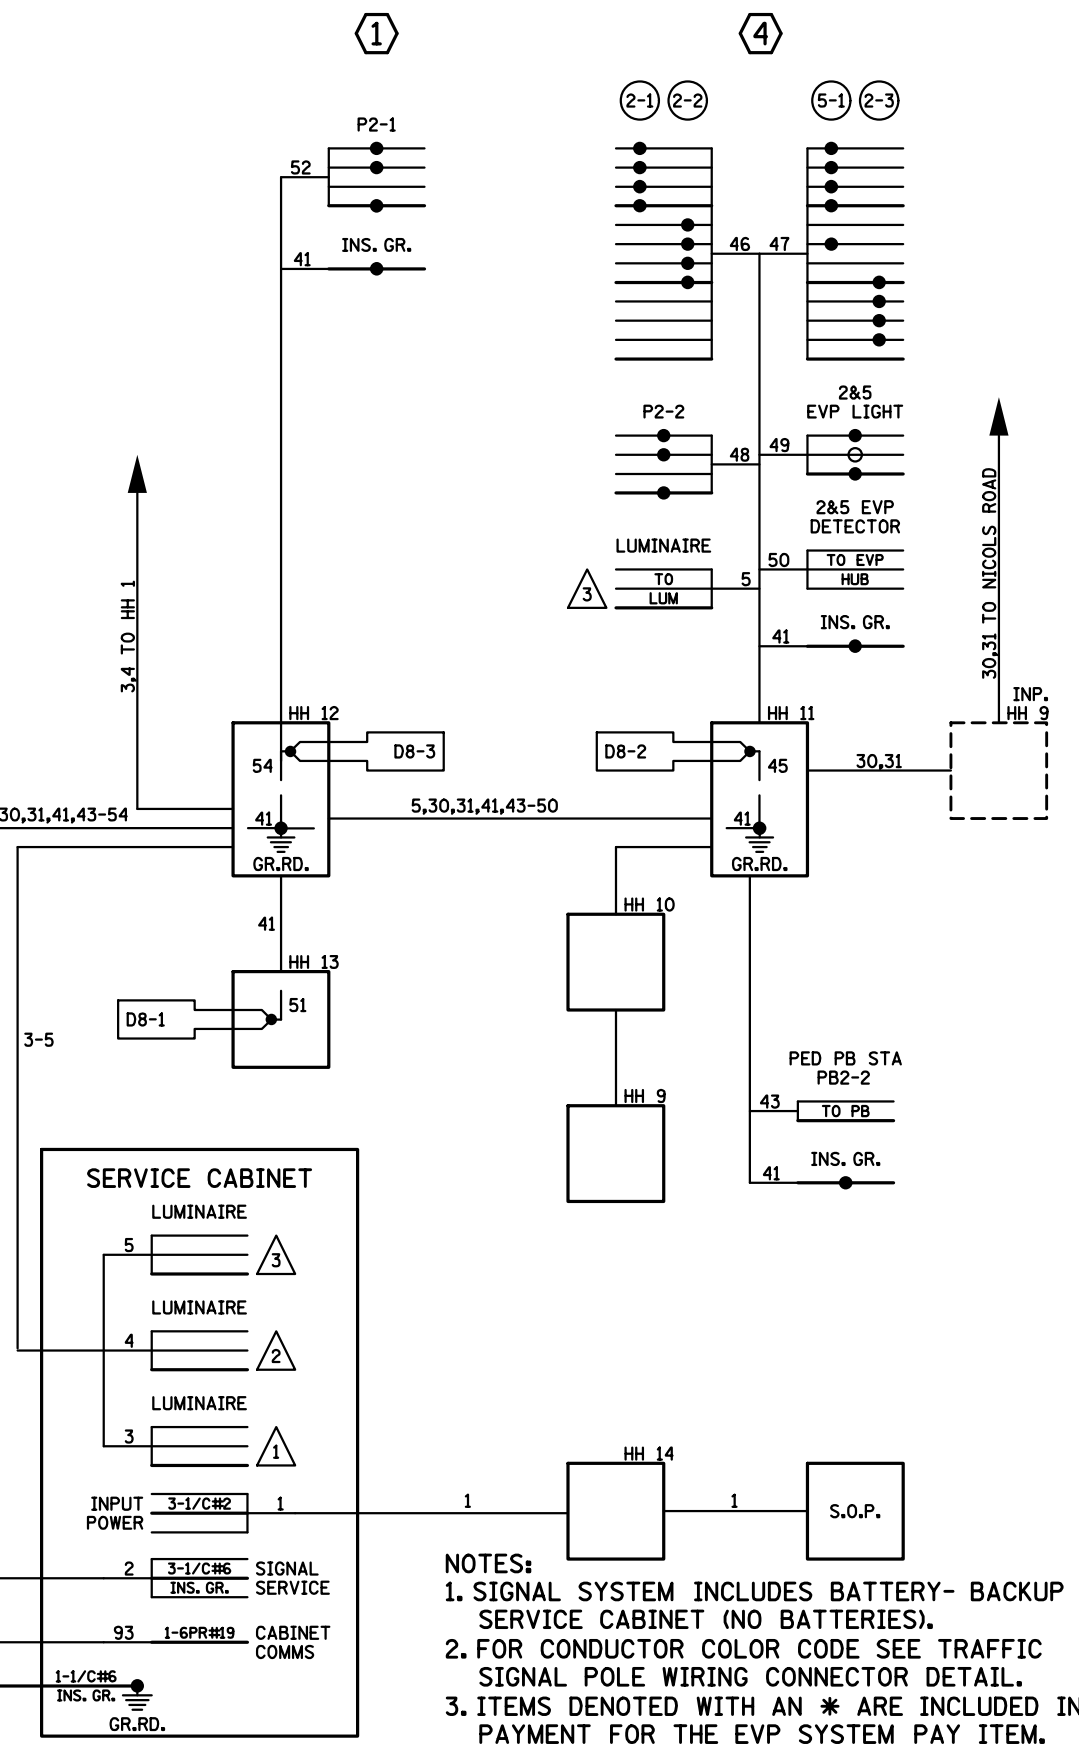 1
4
2-1 2-2 5-1 2-3
P2-1
52
INS. GR.
41
46 47
2&5
EVP LIGHT
P2-2
48 49
2&5 EVP
DETECTOR
LUMINAIRE
TO
LUM
3
5
50
TO EVP
HUB
INS. GR.
41
3,4 TO HH 1
30,31 TO NICOLS ROAD
INP.
HH 9
HH 12
HH 11
D8-3
54
D8-2
45
30,31
30,31,41,43-54
5,30,31,41,43-50
41
GR.RD.
41
GR.RD.
41
HH 10
HH 13
D8-1
51
3-5
HH 9
PED PB STA
PB2-2
43
TO PB
INS. GR.
41
SERVICE CABINET
LUMINAIRE
5
3
LUMINAIRE
4
2
LUMINAIRE
3
1
INPUT
POWER
3-1/C#2
1
1
HH 14
1
S.O.P.
2
3-1/C#6
INS. GR.
SIGNAL
SERVICE
93
1-6PR#19
CABINET
COMMS
1-1/C#6
INS. GR.
GR.RD.
NOTES:
1. SIGNAL SYSTEM INCLUDES BATTERY- BACKUP
SERVICE CABINET (NO BATTERIES).
2. FOR CONDUCTOR COLOR CODE SEE TRAFFIC
SIGNAL POLE WIRING CONNECTOR DETAIL.
3. ITEMS DENOTED WITH AN * ARE INCLUDED IN
PAYMENT FOR THE EVP SYSTEM PAY ITEM.